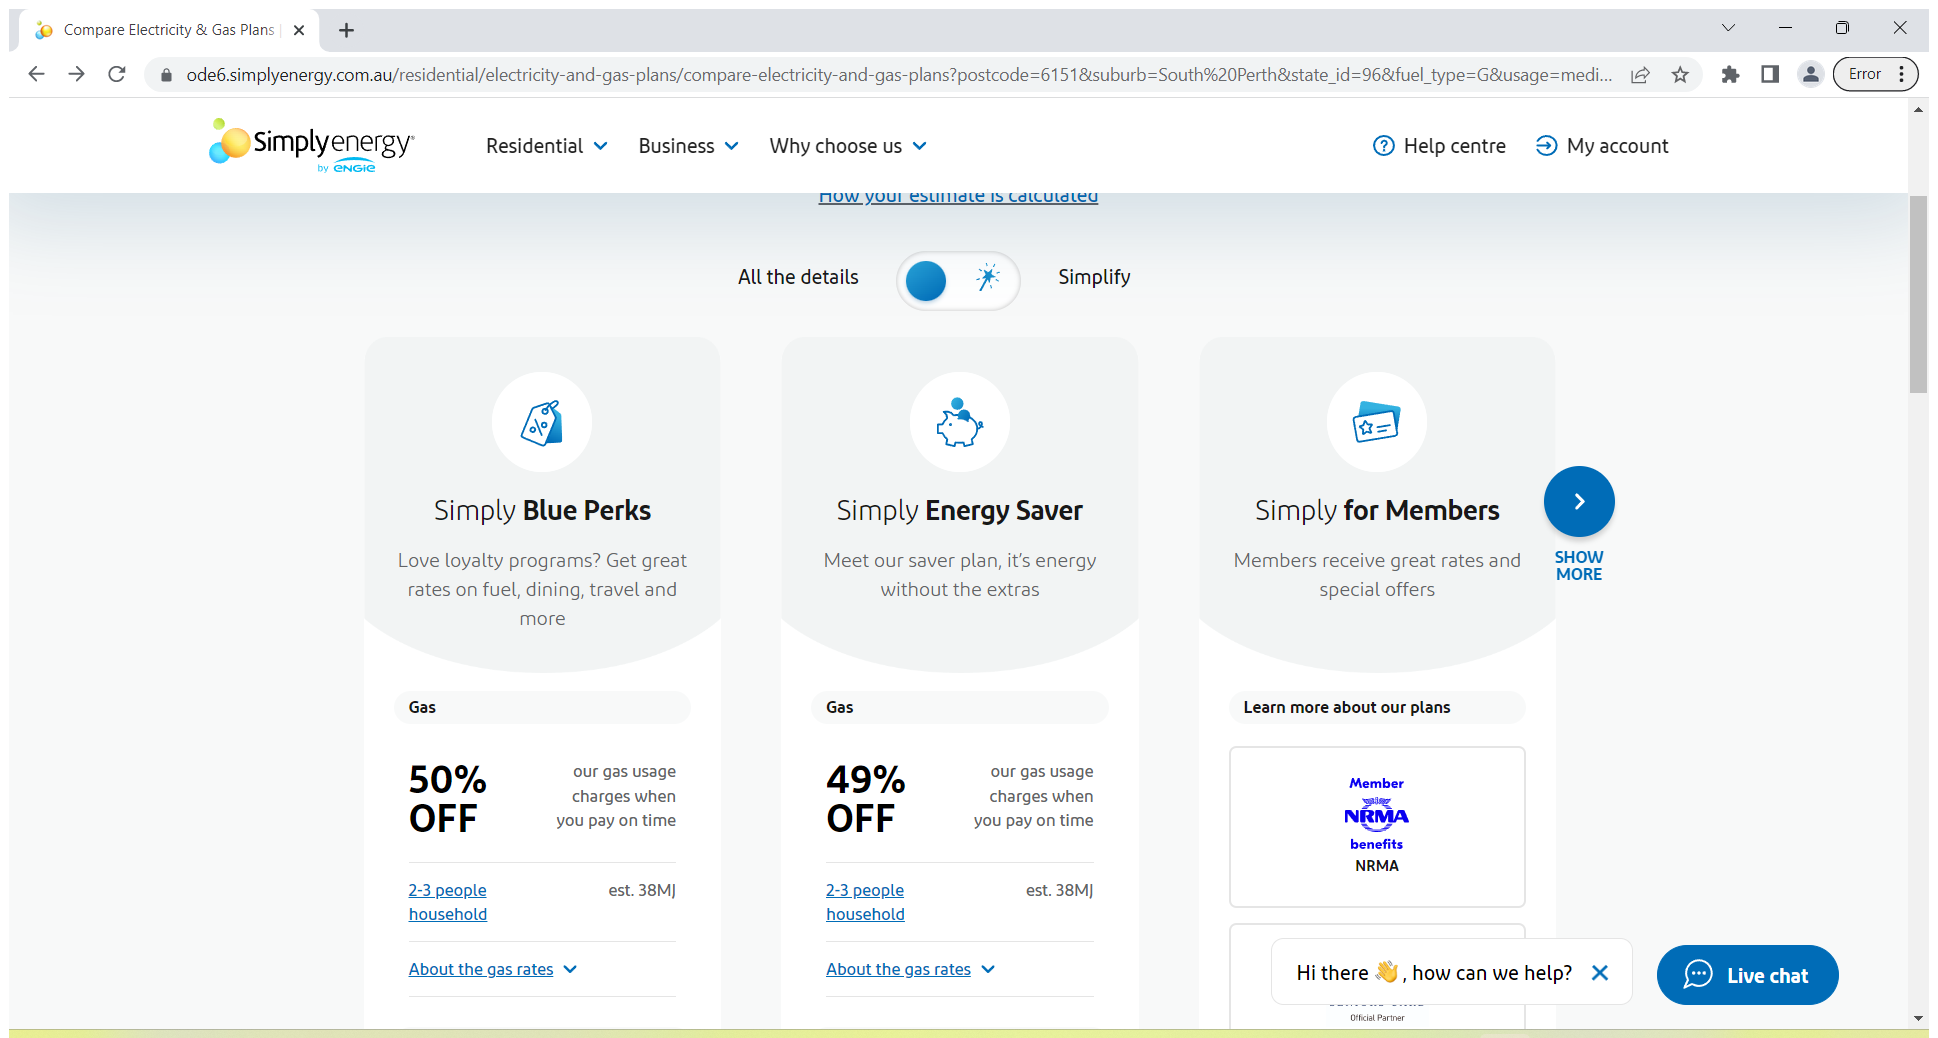 Compare Electricity & Gas Plans |
ode6.simplyenergy.com.au/residential/electricity-and-gas-plans/compare-electricity-and-gas-plans?postcode=6151&suburb=South%20Perth&state_id=96&fuel_type=G&usage=medi...
Error
Simplyenergy
by ENGIE
Residential
Business
Why choose us
Help centre
My account
How your estimate is calculated
All the details
Simplify
Simply Blue Perks
Love loyalty programs? Get great
rates on fuel, dining, travel and
more
Gas
50%
OFF
our gas usage
charges when
you pay on time
2-3 people
household
est. 38MJ
About the gas rates
Simply Energy Saver
Meet our saver plan, it's energy
without the extras
Gas
49%
OFF
our gas usage
charges when
you pay on time
2-3 people
household
est. 38MJ
About the gas rates
Simply for Members
Members receive great rates and
special offers
Learn more about our plans
Member
NRMA
benefits
NRMA
Official Partner
SHOW
MORE
Hi there 👋, how can we help?
Live chat